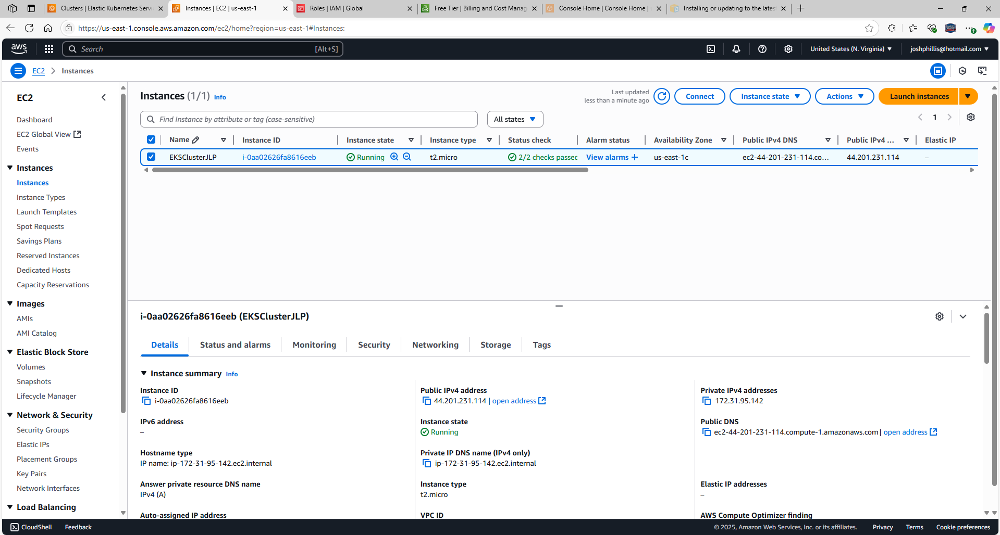 Clusters | Elastic Kubernetes Servi
Instances | EC2 | us-east-1
Roles | IAM | Global
Free Tier | Billing and Cost Manag
Console Home | Console Home |
Installing or updating to the lates
https://us-east-1.console.aws.amazon.com/ec2/home?region=us-east-1#Instances:
aws
Search
[Alt+S]
United States (N. Virginia)
joshphillis@hotmail.com
EC2
Instances
EC2
Dashboard
EC2 Global View
Events
Instances
Instances
Instance Types
Launch Templates
Spot Requests
Savings Plans
Reserved Instances
Dedicated Hosts
Capacity Reservations
Images
AMIs
AMI Catalog
Elastic Block Store
Volumes
Snapshots
Lifecycle Manager
Network & Security
Security Groups
Elastic IPs
Placement Groups
Key Pairs
Network Interfaces
Load Balancing
Instances (1/1) Info
Last updated
less than a minute ago
Connect
Instance state
Actions
Launch instances
Find Instance by attribute or tag (case-sensitive)
All states
1
Name Instance ID Instance state Instance type Status check Alarm status Availability Zone Public IPv4 DNS Public IPv4 ... Elastic IP
EKSClusterJLP i-0aa02626fa8616eeb Running t2.micro 2/2 checks passec View alarms + us-east-1c ec2-44-201-231-114.co... 44.201.231.114 –
i-0aa02626fa8616eeb (EKSClusterJLP)
Details Status and alarms Monitoring Security Networking Storage Tags
Instance summary Info
Instance ID
i-0aa02626fa8616eeb
Public IPv4 address
44.201.231.114 | open address
Private IPv4 addresses
172.31.95.142
IPv6 address
–
Instance state
Running
Public DNS
ec2-44-201-231-114.compute-1.amazonaws.com | open address
Hostname type
IP name: ip-172-31-95-142.ec2.internal
Private IP DNS name (IPv4 only)
ip-172-31-95-142.ec2.internal
Answer private resource DNS name
IPv4 (A)
Instance type
t2.micro
Elastic IP addresses
–
Auto-assigned IP address
VPC ID
AWS Compute Optimizer finding
CloudShell
Feedback
© 2025, Amazon Web Services, Inc. or its affiliates.
Privacy
Terms
Cookie preferences